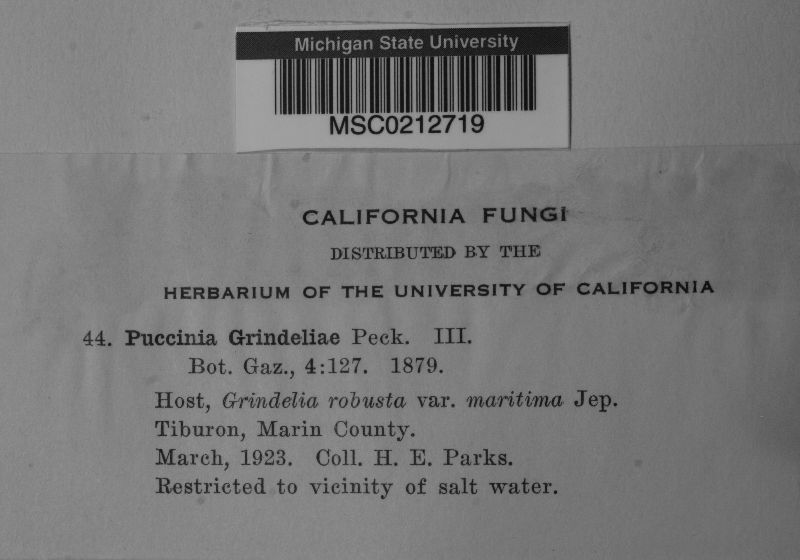 Michigan State University
MSC0212719
CALIFORNIA FUNGI
DISTRIBUTED BY THE
HERBARIUM OF THE UNIVERSITY OF CALIFORNIA
44. Puccinia Grindeliae Peck. III.
Bot. Gaz., 4:127. 1879.
Host, Grindelia robusta var. maritima Jep.
Tiburon, Marin County.
March, 1923. Coll. H. E. Parks.
Restricted to vicinity of salt water.